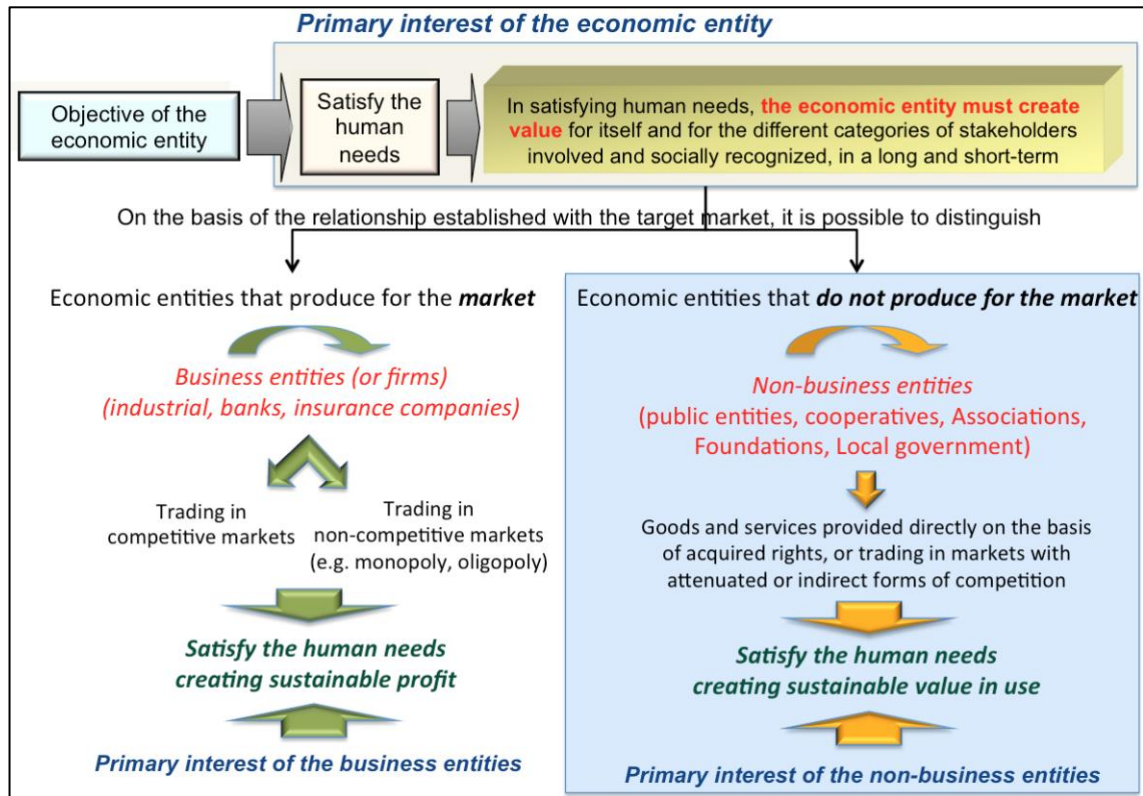 Primary interest of the economic entity
Objective of the
economic entity
Satisfy the
human
needs
In satisfying human needs, the economic entity must create
value for itself and for the different categories of stakeholders
involved and socially recognized, in a long and short-term
On the basis of the relationship established with the target market, it is possible to distinguish
Economic entities that produce for the market
Business entities (or firms)
(industrial, banks, insurance companies)
Trading in
competitive markets
Trading in
non-competitive markets
(e.g. monopoly, oligopoly)
Satisfy the human needs
creating sustainable profit
Primary interest of the business entities
Economic entities that do not produce for the market
Non-business entities
(public entities, cooperatives, Associations,
Foundations, Local government)
Goods and services provided directly on the basis
of acquired rights, or trading in markets with
attenuated or indirect forms of competition
Satisfy the human needs
creating sustainable value in use
Primary interest of the non-business entities